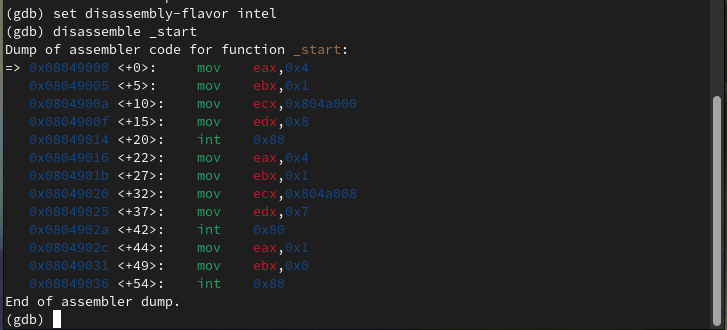 (gdb) set disassembly-flavor intel
(gdb) disassemble _start
Dump of assembler code for function _start:
=> 0x08049000 <+0>:     mov    eax,0x4
   0x08049005 <+5>:     mov    ebx,0x1
   0x0804900a <+10>:    mov    ecx,0x804a000
   0x0804900f <+15>:    mov    edx,0x8
   0x08049014 <+20>:    int    0x80
   0x08049016 <+22>:    mov    eax,0x4
   0x0804901b <+27>:    mov    ebx,0x1
   0x08049020 <+32>:    mov    ecx,0x804a008
   0x08049025 <+37>:    mov    edx,0x7
   0x0804902a <+42>:    int    0x80
   0x0804902c <+44>:    mov    eax,0x1
   0x08049031 <+49>:    mov    ebx,0x0
   0x08049036 <+54>:    int    0x80
End of assembler dump.
(gdb)